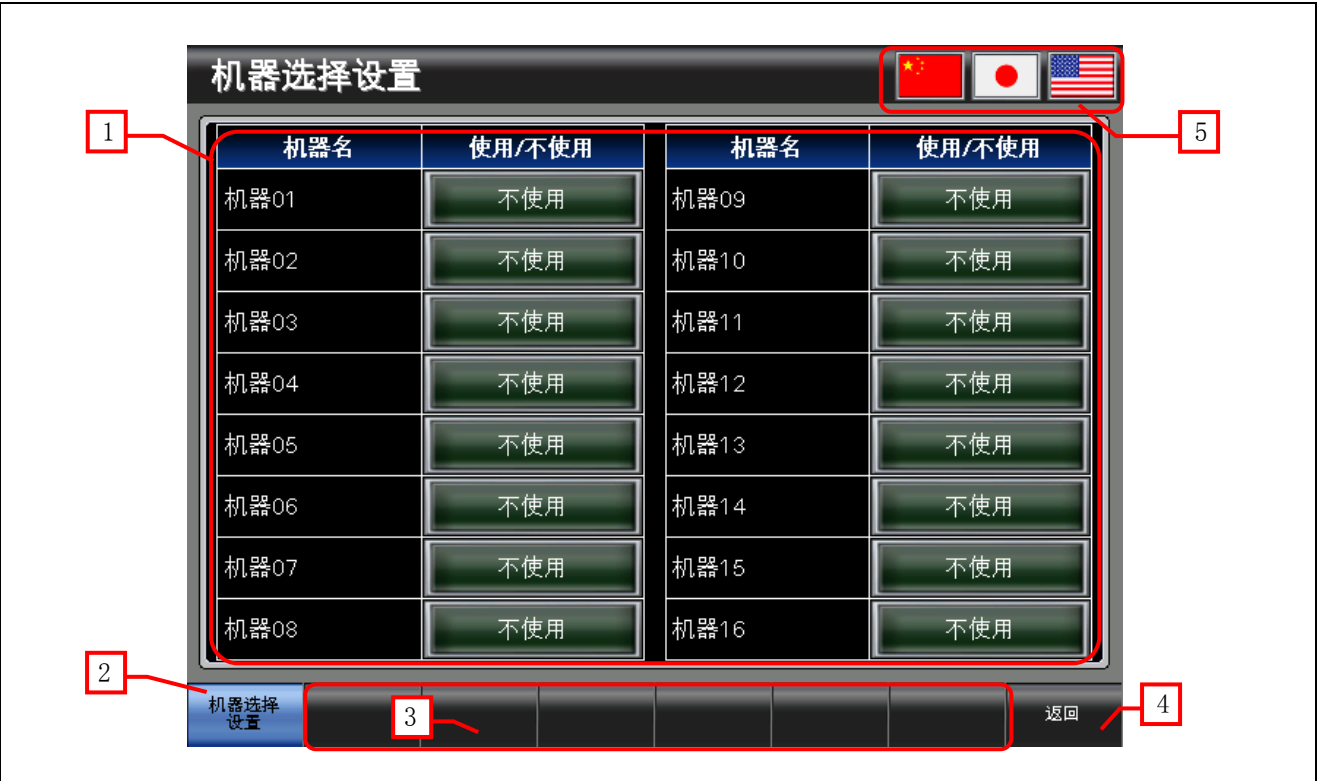 机器选择设置
5
1
机器名 使用/不使用 机器名 使用/不使用
机器01 不使用 机器09 不使用
机器02 不使用 机器10 不使用
机器03 不使用 机器11 不使用
机器04 不使用 机器12 不使用
机器05 不使用 机器13 不使用
机器06 不使用 机器14 不使用
机器07 不使用 机器15 不使用
机器08 不使用 机器16 不使用
2
机器选择
设置
3
返回
4